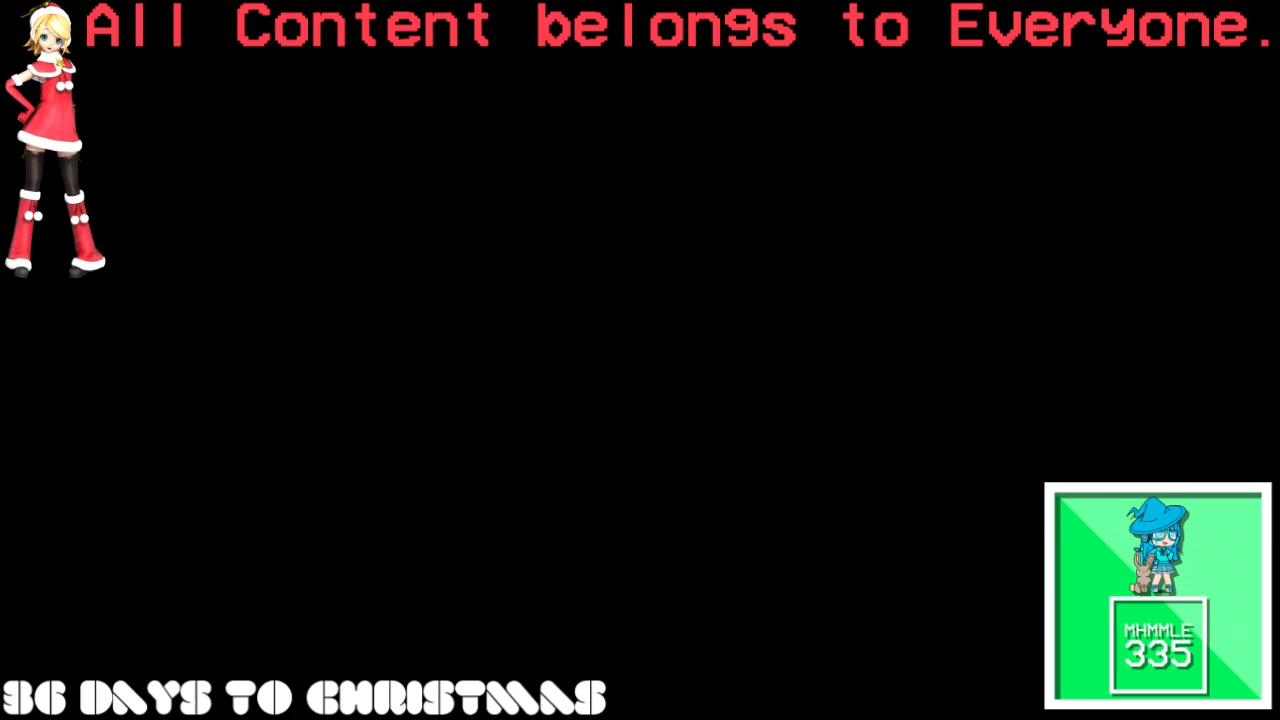 All Content belongs to Everyone.
MHMMLE
335
36 DAYS TO CHRISTMAS